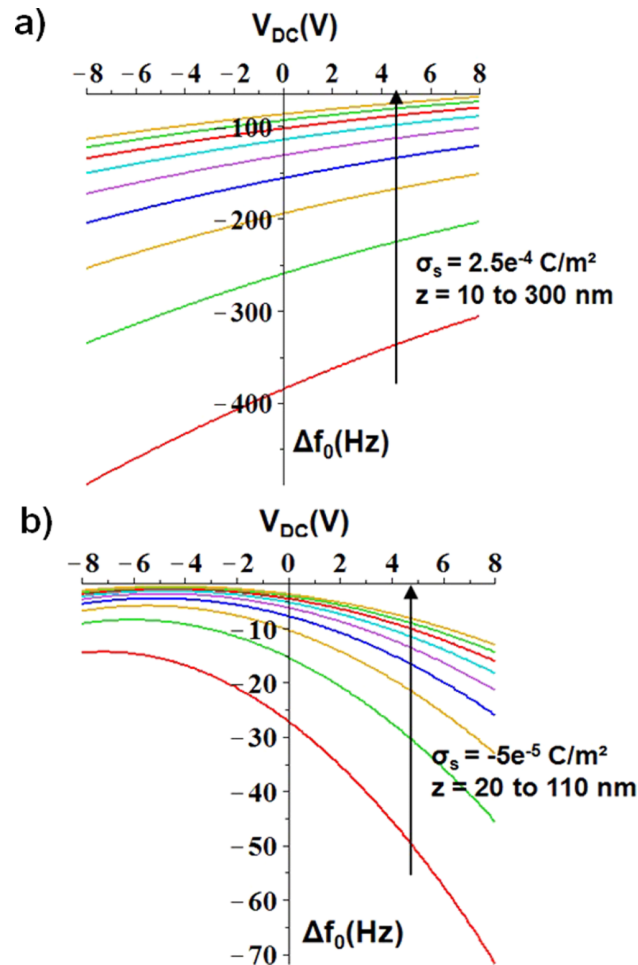 a)
V_DC(V)
−8 −6 −4 −2 0 2 4 6 8
−100
−200
σ_s = 2.5e⁻⁴ C/m²
z = 10 to 300 nm
−300
−400
Δf₀(Hz)
b)
V_DC(V)
−8 −6 −4 −2 0 2 4 6 8
−10
−20
−30
σ_s = -5e⁻⁵ C/m²
z = 20 to 110 nm
−40
−50
−60
Δf₀(Hz)
−70